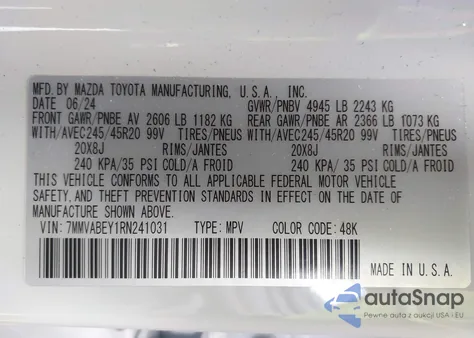 MFD. BY MAZDA TOYOTA MANUFACTURING, U.S.A., INC.
DATE 06/24 GVWR/PNBV 4945 LB 2243 KG
FRONT GAWR/PNBE AV 2606 LB 1182 KG REAR GAWR/PNBE AR 2366 LB 1073 KG
WITH/AVEC245/45R20 99V TIRES/PNEUS WITH/AVEC245/45R20 99V TIRES/PNEUS
20X8J RIMS/JANTES 20X8J RIMS/JANTES
240 KPA/35 PSI COLD/A FROID 240 KPA/35 PSI COLD/A FROID
THIS VEHICLE CONFORMS TO ALL APPLICABLE FEDERAL MOTOR VEHICLE
SAFETY, AND THEFT PREVENTION STANDARDS IN EFFECT ON THE DATE
OF MANUFACTURE SHOWN ABOVE.
VIN: 7MMVABEY1RN241031 TYPE: MPV COLOR CODE: 48K
MADE IN U.S.A.
autoSnap
Pewne auta z aukcji USA i EU